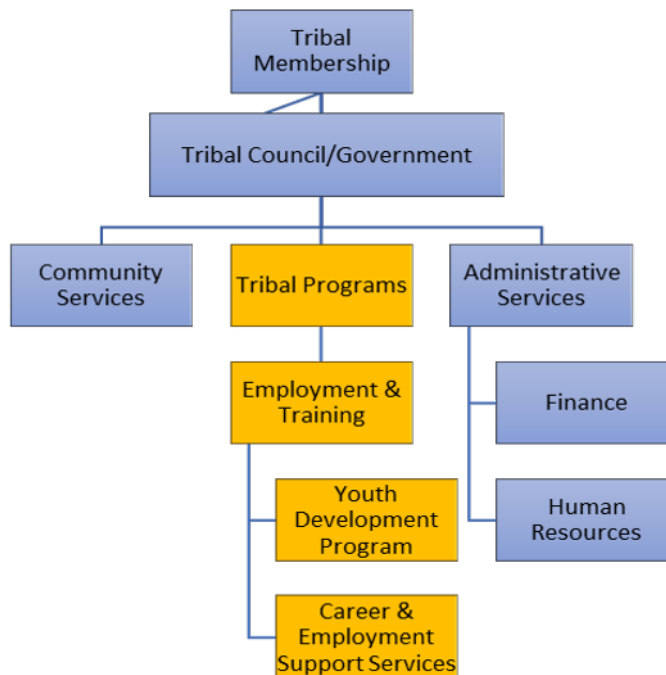 Tribal
Membership
Tribal Council/Government
Community
Services
Tribal Programs
Administrative
Services
Employment &
Training
Finance
Youth
Development
Program
Human
Resources
Career &
Employment
Support Services